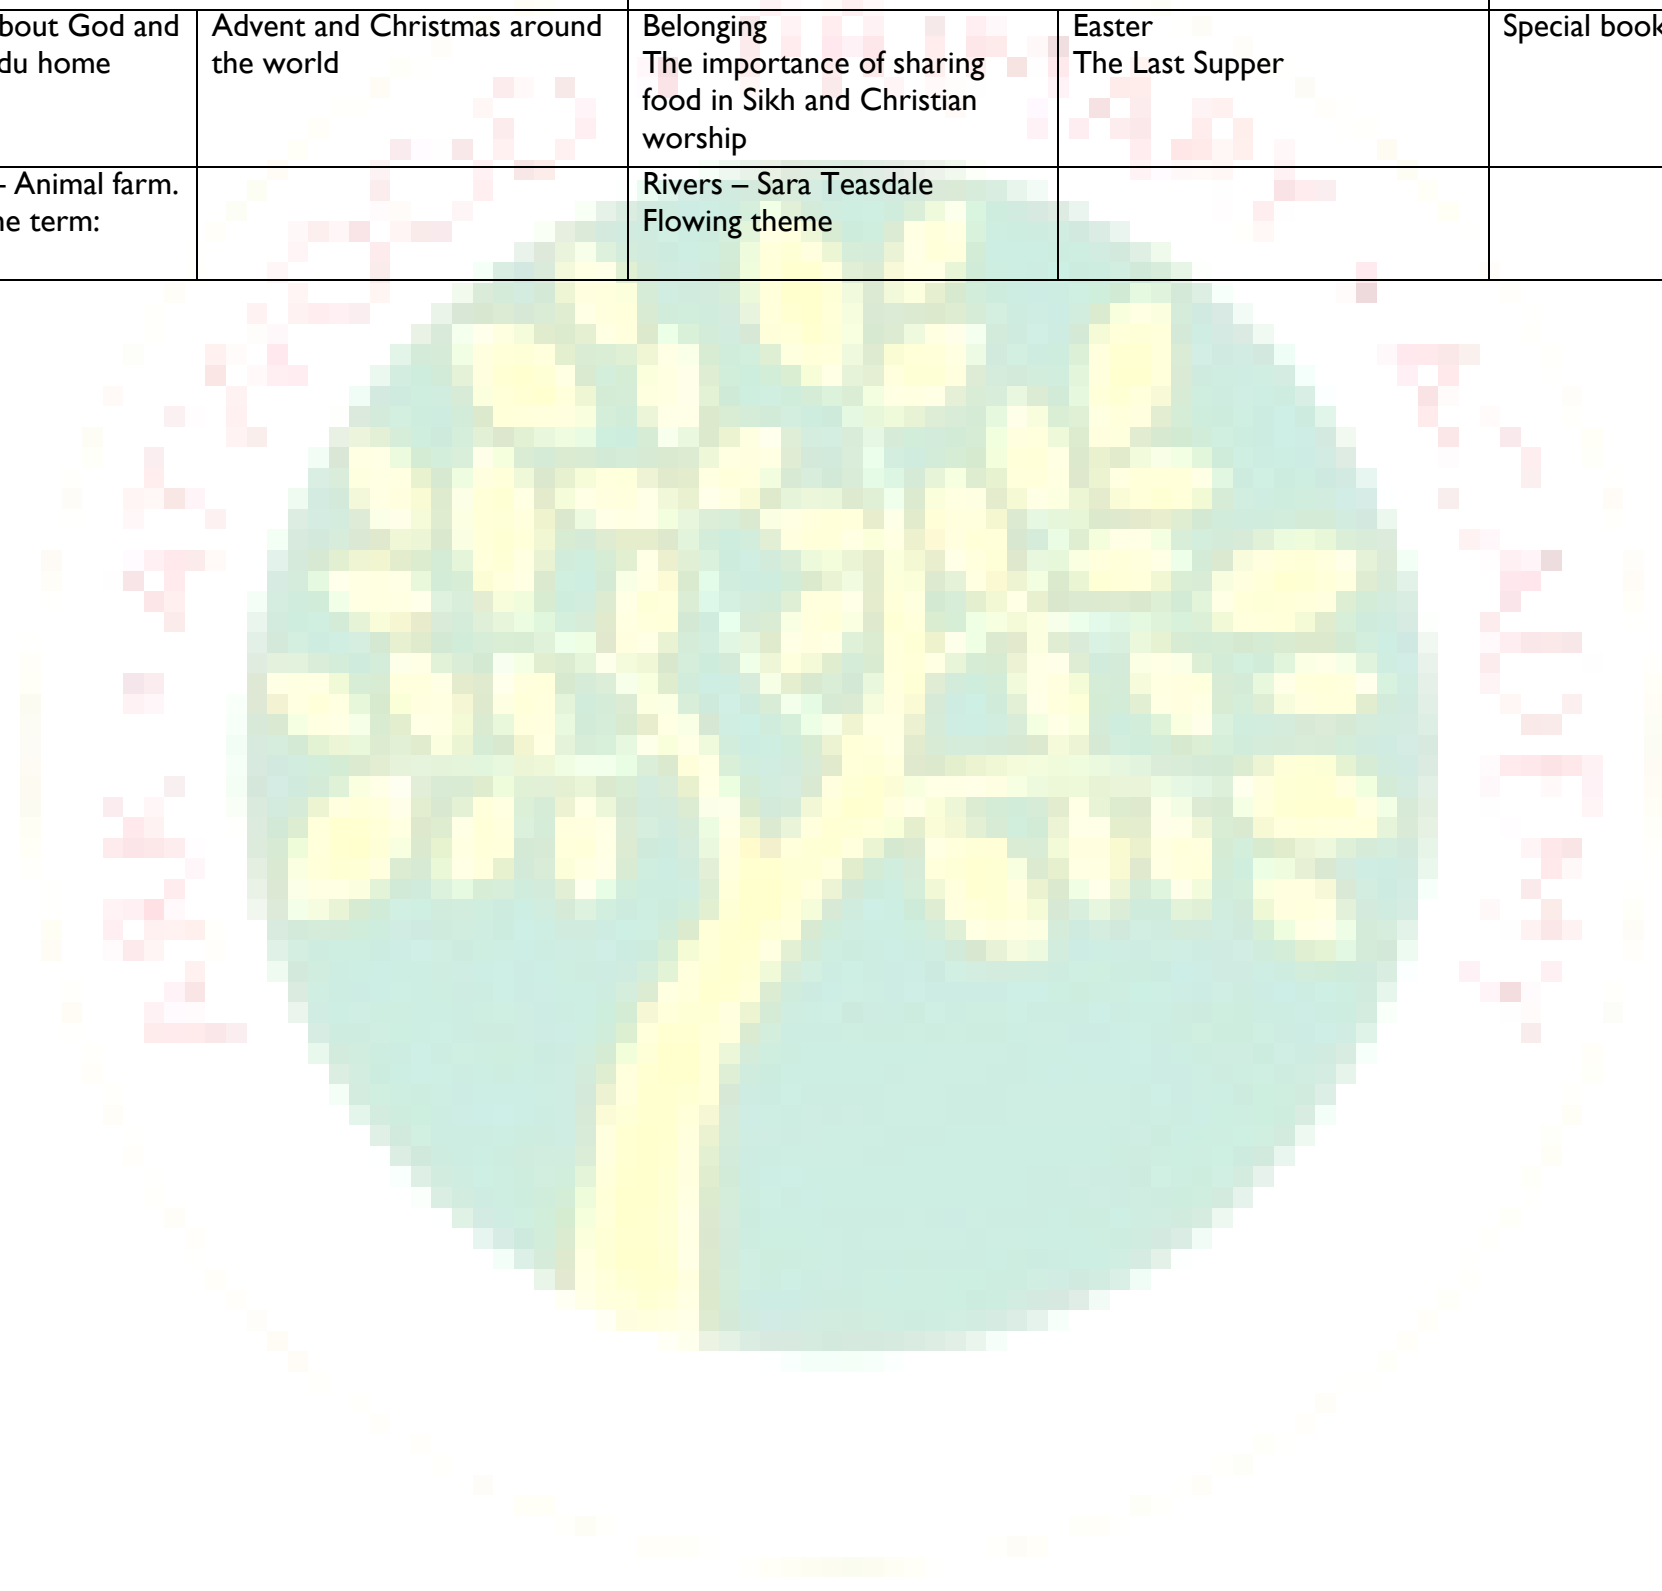 bout God and
du home
Advent and Christmas around
the world
Belonging
The importance of sharing
food in Sikh and Christian
worship
Easter
The Last Supper
Special book
– Animal farm.
ne term:
Rivers – Sara Teasdale
Flowing theme